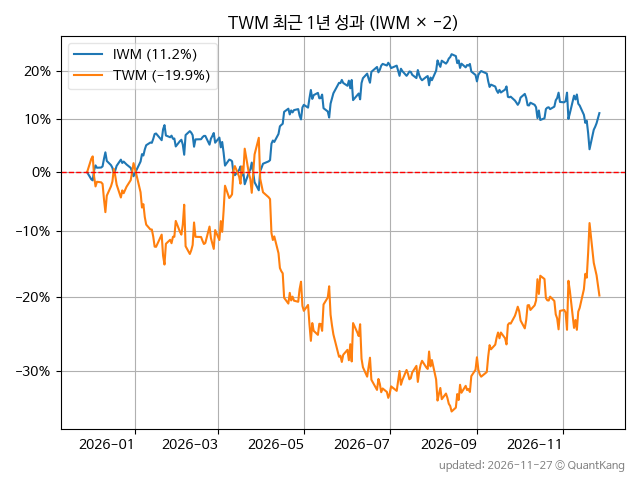 TWM 최근 1년 성과 (IWM × −2)
IWM (11.2%)
TWM (−19.9%)
20%
10%
0%
−10%
−20%
−30%
2026-01 2026-03 2026-05 2026-07 2026-09 2026-11
updated: 2026-11-27 © QuantKang